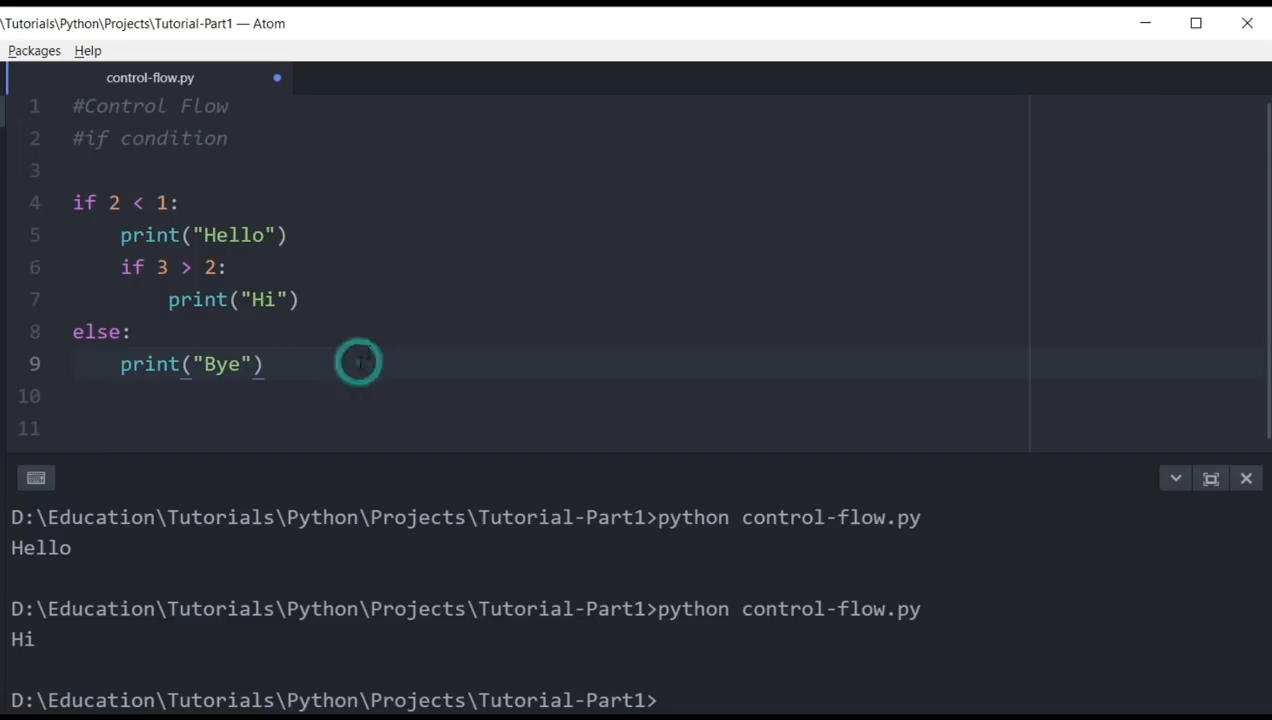 \Tutorials\Python\Projects\Tutorial-Part1 — Atom
Packages Help
control-flow.py
1 #Control Flow
2 #if condition
3
4 if 2 < 1:
5     print("Hello")
6     if 3 > 2:
7         print("Hi")
8 else:
9     print("Bye")
10
11
D:\Education\Tutorials\Python\Projects\Tutorial-Part1>python control-flow.py
Hello
D:\Education\Tutorials\Python\Projects\Tutorial-Part1>python control-flow.py
Hi
D:\Education\Tutorials\Python\Projects\Tutorial-Part1>